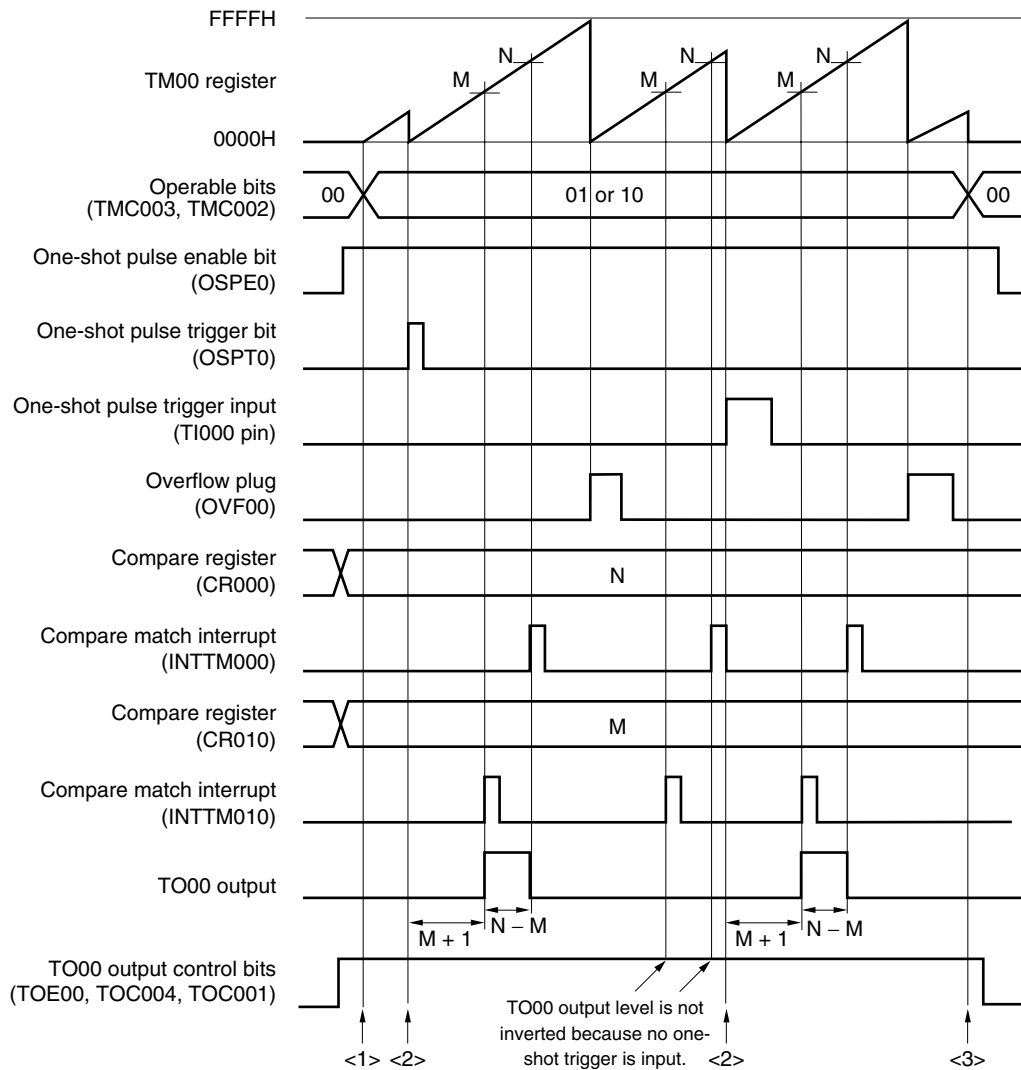 FFFFH
TM00 register
N
M
N
M
N
M
0000H
Operable bits
(TMC003, TMC002)
00
01 or 10
00
One-shot pulse enable bit
(OSPE0)
One-shot pulse trigger bit
(OSPT0)
One-shot pulse trigger input
(TI000 pin)
Overflow plug
(OVF00)
Compare register
(CR000)
N
Compare match interrupt
(INTTM000)
Compare register
(CR010)
M
Compare match interrupt
(INTTM010)
TO00 output
M + 1
N – M
M + 1
N – M
TO00 output control bits
(TOE00, TOC004, TOC001)
TO00 output level is not
inverted because no one-
shot trigger is input.
<1>
<2>
<2>
<3>